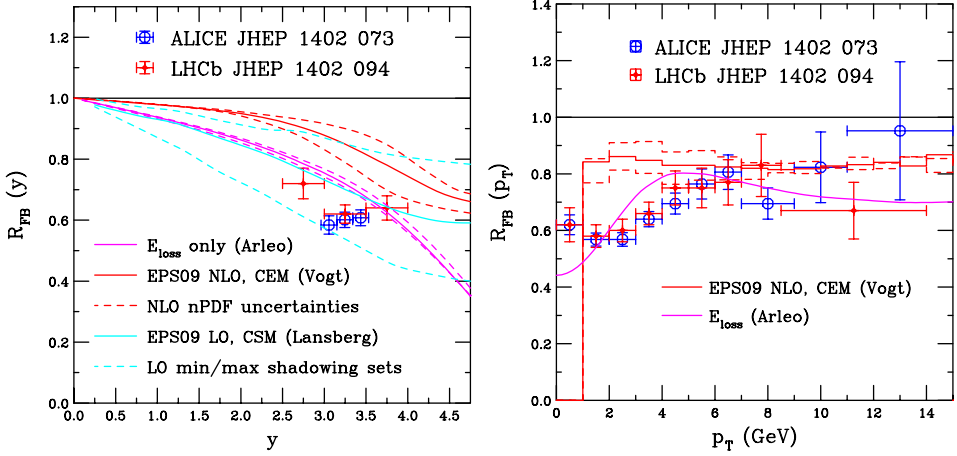 ALICE JHEP 1402 073
LHCb JHEP 1402 094
1.0
0.8
0.6
0.4
0.2
0.0
R_FB (y)
E_loss only (Arleo)
EPS09 NLO, CEM (Vogt)
NLO nPDF uncertainties
EPS09 LO, CSM (Lansberg)
LO min/max shadowing sets
0.0 0.5 1.0 1.5 2.0 2.5 3.0 3.5 4.0 4.5
y
ALICE JHEP 1402 073
LHCb JHEP 1402 094
1.4
1.2
1.0
0.8
0.6
0.4
0.2
0.0
R_FB (p_T)
EPS09 NLO, CEM (Vogt)
E_loss (Arleo)
0 2 4 6 8 10 12 14
p_T (GeV)